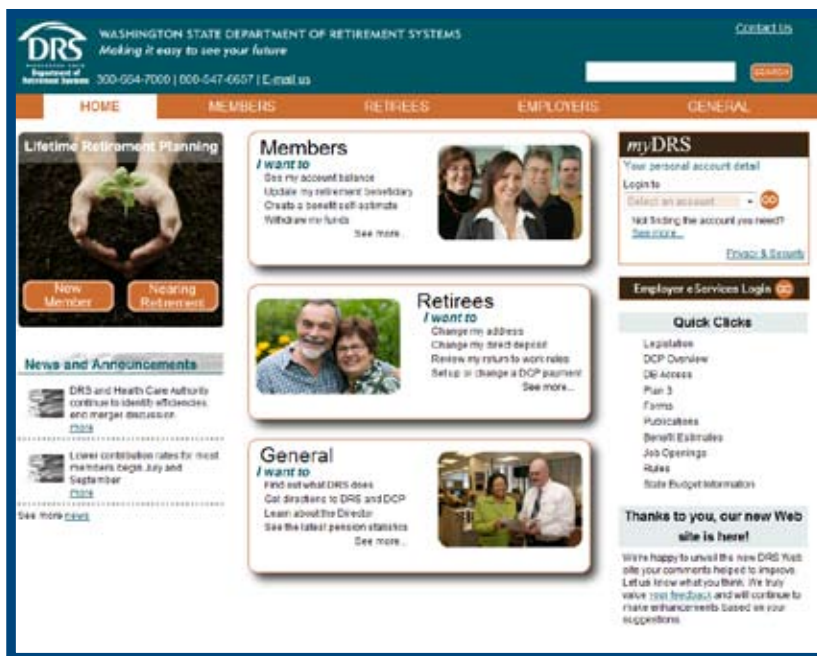 DRS
Department of
Retirement Systems
WASHINGTON STATE DEPARTMENT OF RETIREMENT SYSTEMS
Making it easy to see your future
| E-mail us
Contact Us
SEARCH
HOME
MEMBERS
RETIREES
EMPLOYERS
GENERAL
Lifetime Retirement Planning
New
Member
Nearing
Retirement
News and Announcements
DRS and Health Care Authority
continue to identify efficiencies,
end merger discussion.
more
Lower contribution rates for most
members begin July and
September
more
See more news
Members
I want to
See my account balance
Update my retirement beneficiary
Create a benefit self-estimate
Withdraw my funds
See more...
Retirees
I want to
Change my address
Change my direct deposit
Review my return to work rules
Set up or change a DCP payment
See more...
General
I want to
Find out what DRS does
Get directions to DRS and DCP
Learn about the Director
See the latest pension statistics
See more...
myDRS
Your personal account detail
Login to
Select an account
GO
Not finding the account you need?
See more...
Privacy & Security
Employer eServices Login GO
Quick Clicks
Legislation
DCP Overview
DB Access
Plan 3
Forms
Publications
Benefit Estimates
Job Openings
Rules
State Budget Information
Thanks to you, our new Web
site is here!
We're happy to unveil the new DRS Web
site your comments helped to improve.
Let us know what you think. We truly
value your feedback and will continue to
make enhancements based on your
suggestions.